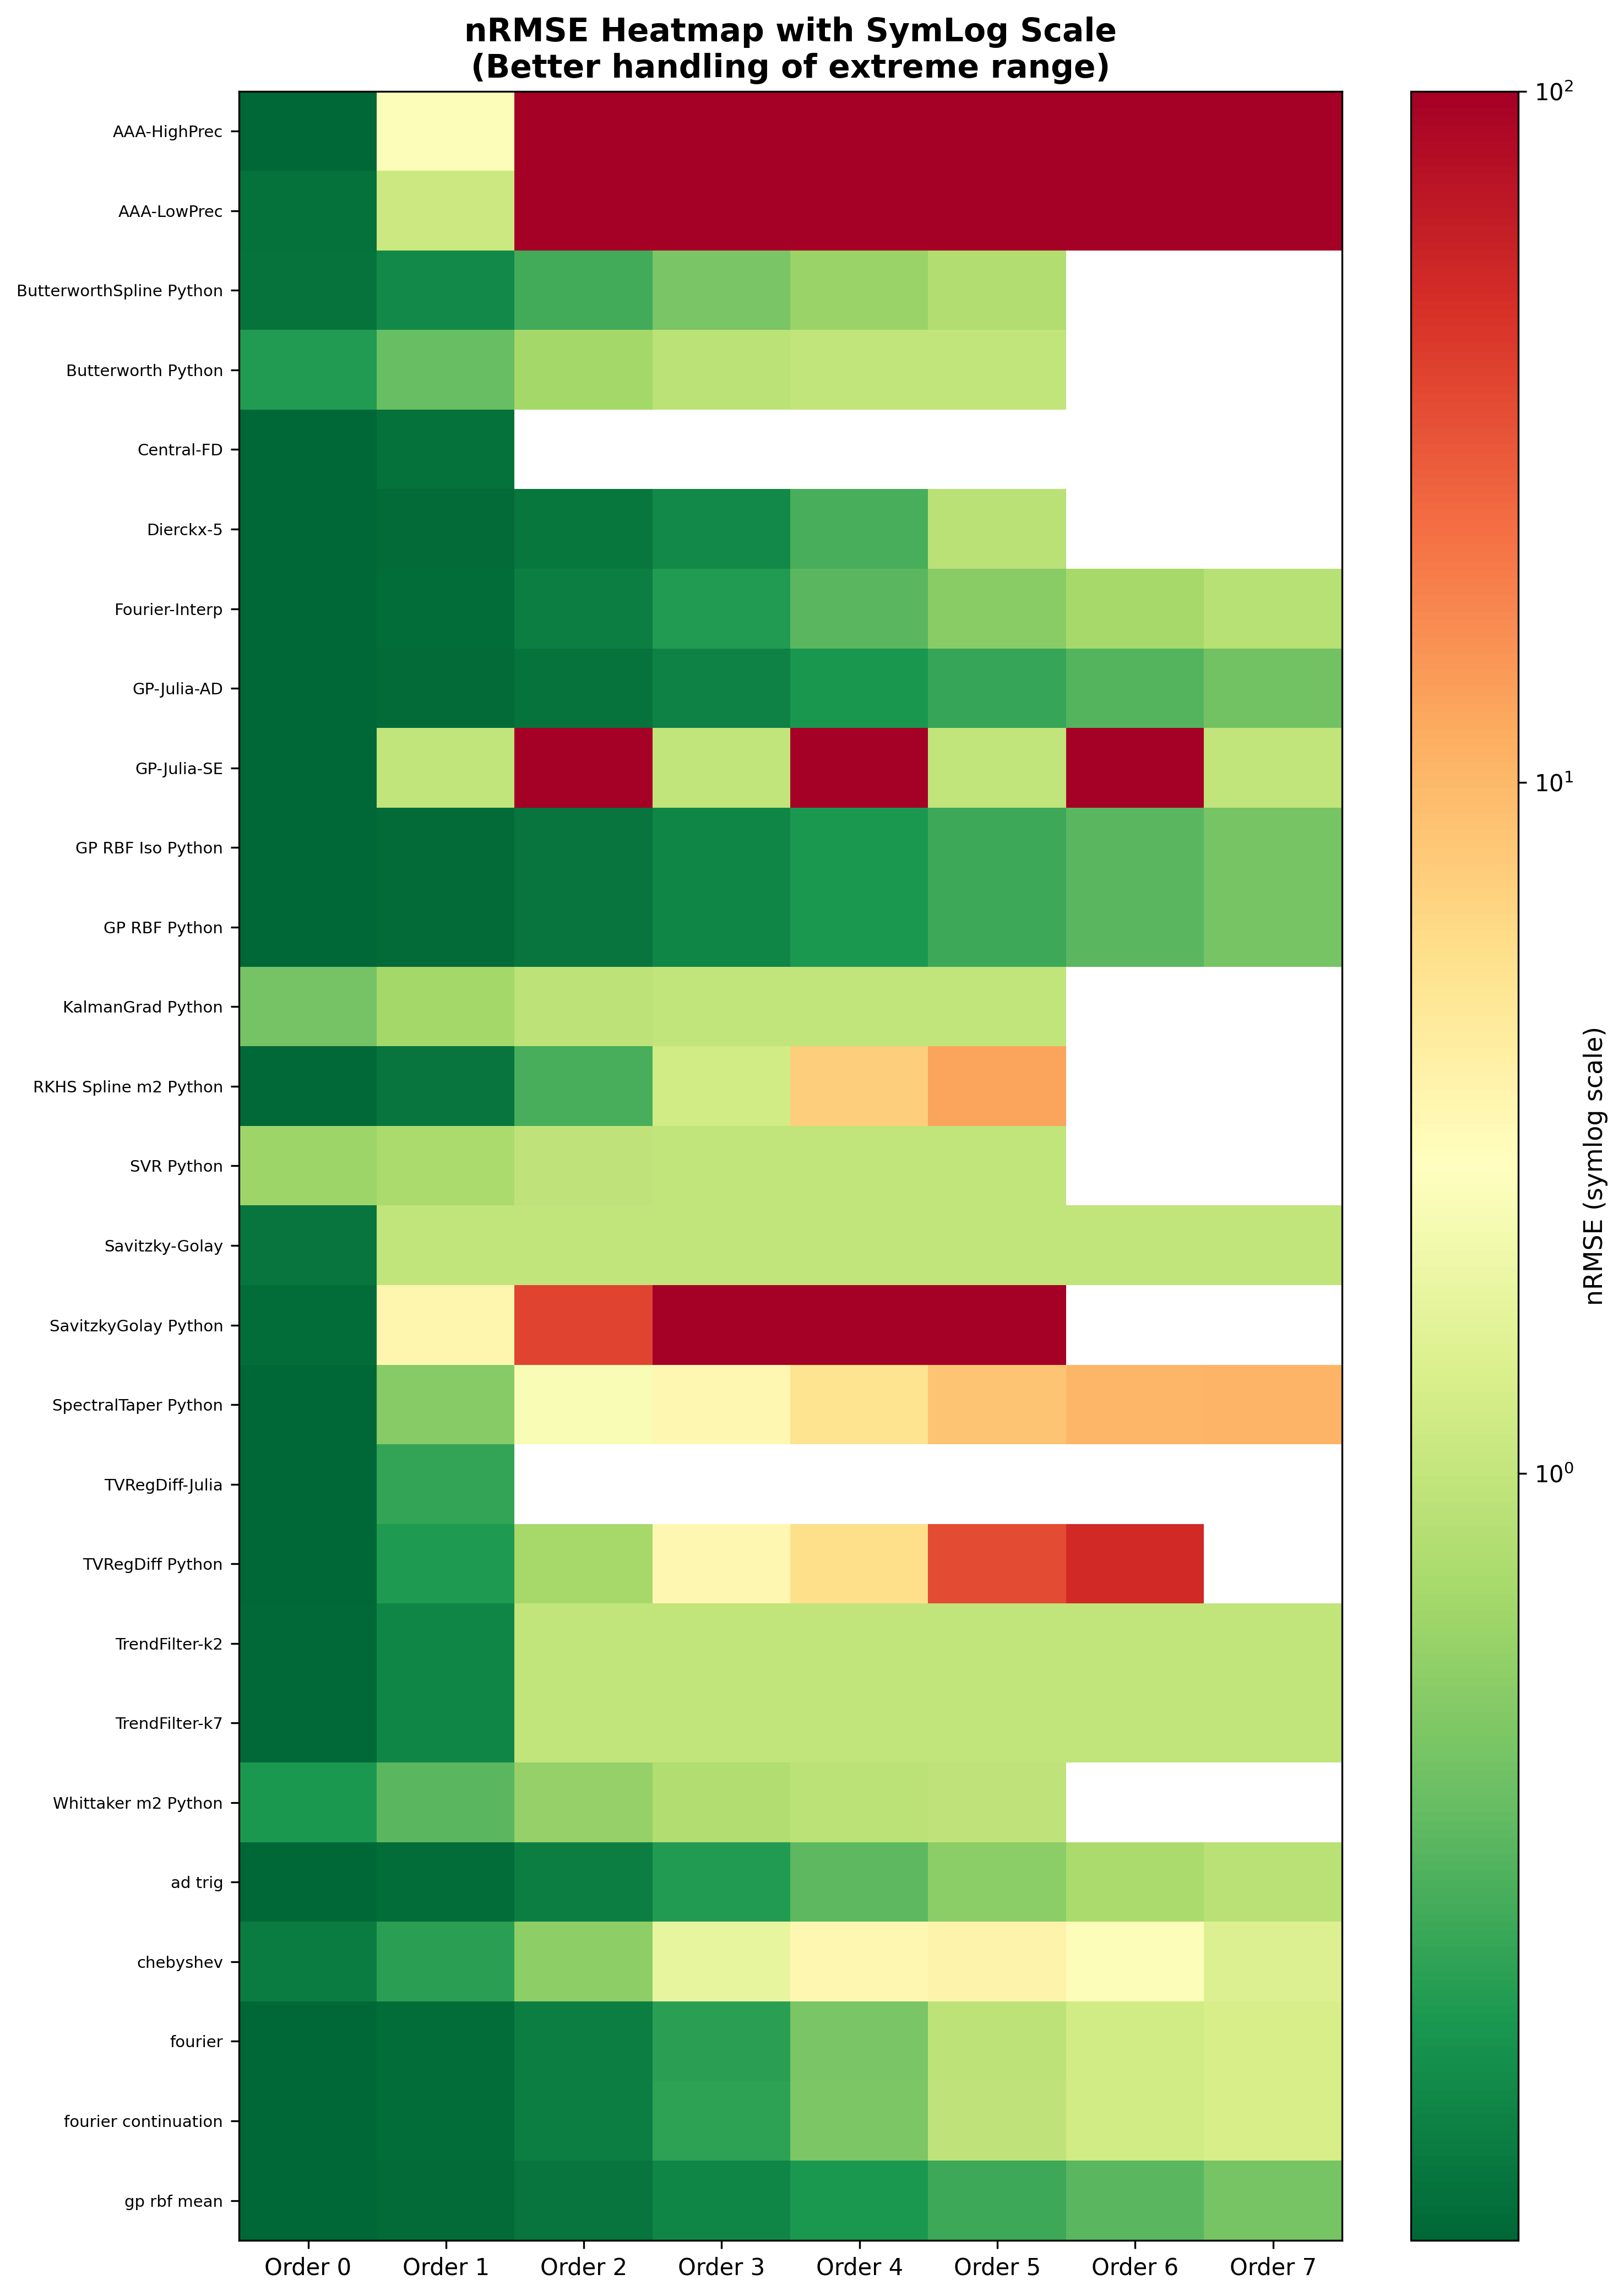 nRMSE Heatmap with SymLog Scale
(Better handling of extreme range)
AAA-HighPrec
AAA-LowPrec
ButterworthSpline Python
Butterworth Python
Central-FD
Dierckx-5
Fourier-Interp
GP-Julia-AD
GP-Julia-SE
GP RBF Iso Python
GP RBF Python
KalmanGrad Python
RKHS Spline m2 Python
SVR Python
Savitzky-Golay
SavitzkyGolay Python
SpectralTaper Python
TVRegDiff-Julia
TVRegDiff Python
TrendFilter-k2
TrendFilter-k7
Whittaker m2 Python
ad trig
chebyshev
fourier
fourier continuation
gp rbf mean
Order 0 Order 1 Order 2 Order 3 Order 4 Order 5 Order 6 Order 7
10²
10¹
10⁰
nRMSE (symlog scale)